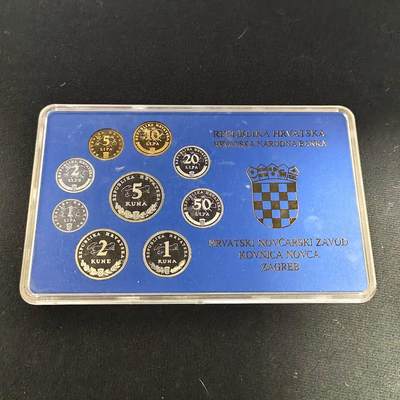 5
LIPA
10
LIPA
2
LIPA
20
LIPA
1
LIPA
5
KUNA
50
LIPA
2
KUNE
1
KUNA
REPUBLIKA HRVATSKA
HRVATSKA NARODNA BANKA
HRVATSKI NOVČARSKI ZAVOD
KOVNICA NOVCA
ZAGREB